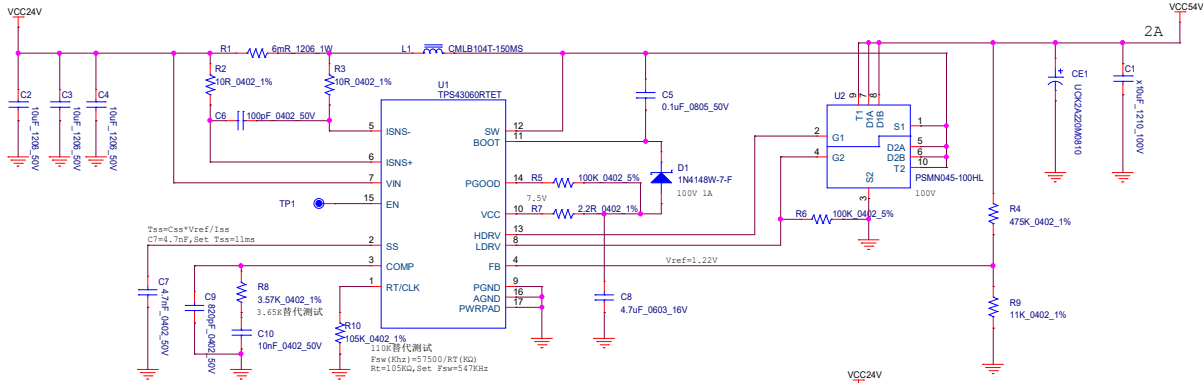 VCC24V
VCC54V
2A
R1
6mR_1206_1W
L1
CMLB104T-150MS
R2
10R_0402_1%
R3
10R_0402_1%
C2
10uF_1206_50V
C3
10uF_1206_50V
C4
10uF_1206_50V
C6
100pF_0402_50V
U1
TPS43060RTET
5
ISNS-
6
ISNS+
7
VIN
15
EN
TP1
2
SS
3
COMP
1
RT/CLK
SW
12
BOOT
11
PGOOD
14
VCC
10
HDRV
13
LDRV
8
FB
4
PGND
9
AGND
16
PWRPAD
17
C5
0.1uF_0805_50V
D1
1N4148W-7-F
100V 1A
R5
100K_0402_5%
7.5V
R7
2.2R_0402_1%
U2
9
7
8
T1
D1A
D1B
2
G1
4
G2
S1
1
D2A
5
D2B
6
T2
10
S2
3
PSMN045-100HL
100V
R6
100K_0402_5%
CE1
UCK2A220M0810
C1
x10uF_1210_100V
R4
475K_0402_1%
Vref=1.22V
R9
11K_0402_1%
C8
4.7uF_0603_16V
Tss=Css*Vref/Iss
C7=4.7nF,Set Tss=11ms
C7
4.7nF_0402_50V
C9
820pF_0402_50V
R8
3.57K_0402_1%
3.65K替代测试
C10
10nF_0402_50V
R10
105K_0402_1%
110K替代测试
Fsw(Khz)=57500/RT(KΩ)
Rt=105KΩ,Set Fsw=547KHz
VCC24V